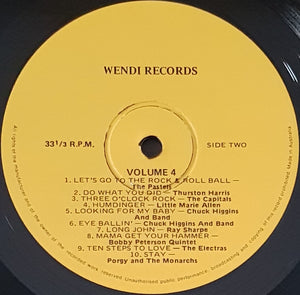 WENDI RECORDS
33 1/3 R.P.M.
SIDE TWO
VOLUME 4
1. LET'S GO TO THE ROCK & ROLL BALL —
The Pastels
2. DO WHAT YOU DID — Thurston Harris
3. THREE O'CLOCK ROCK — The Capitals
4. HUMDINGER — Little Marie Allen
5. LOOKING FOR MY BABY — Chuck Higgins
And Band
6. EYE BALLIN' — Chuck Higgins And Band
7. LONG JOHN — Ray Sharpe
8. MAMA GET YOUR HAMMER —
Bobby Peterson Quintet
9. TEN STEPS TO LOVE — The Electras
10. STAY —
Porgy and The Monarchs
All rights of the manufacturer and of the owner of the recorded work reserved. Unauthorised public performance, broadcasting and copying of this record prohibited. Made in Australia